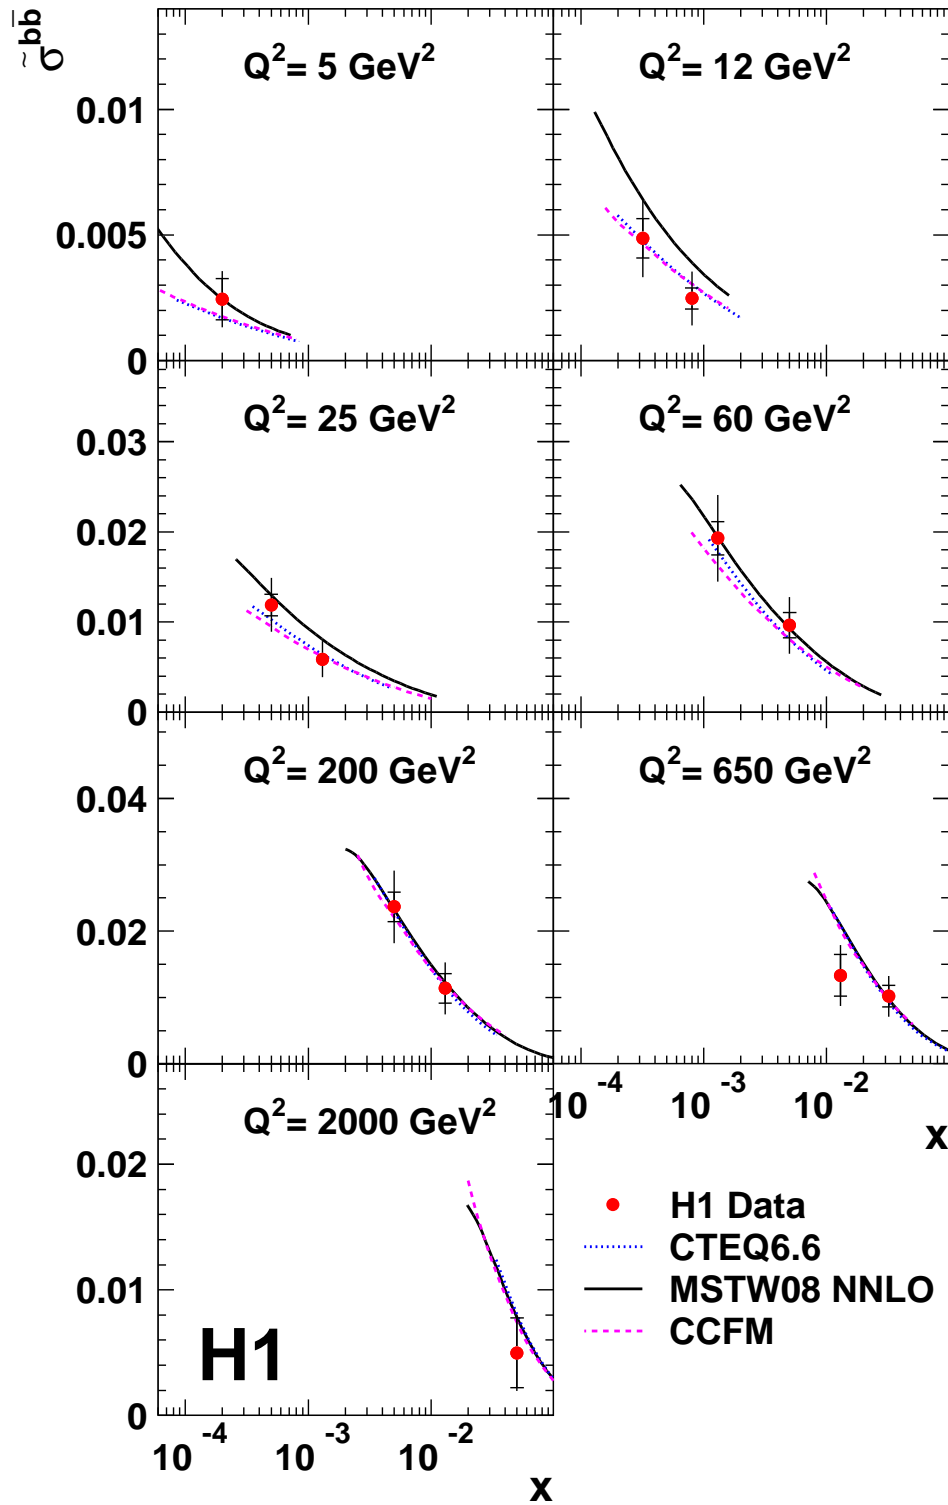 σ̃ bb̄
Q² = 5 GeV²
Q² = 12 GeV²
0.01
0.005
0
Q² = 25 GeV²
Q² = 60 GeV²
0.03
0.02
0.01
0
Q² = 200 GeV²
Q² = 650 GeV²
0.04
0.02
0
10⁻⁴ 10⁻³ 10⁻²
x
Q² = 2000 GeV²
0.02
0.01
0
H1
10⁻⁴ 10⁻³ 10⁻²
x
H1 Data
CTEQ6.6
MSTW08 NNLO
CCFM